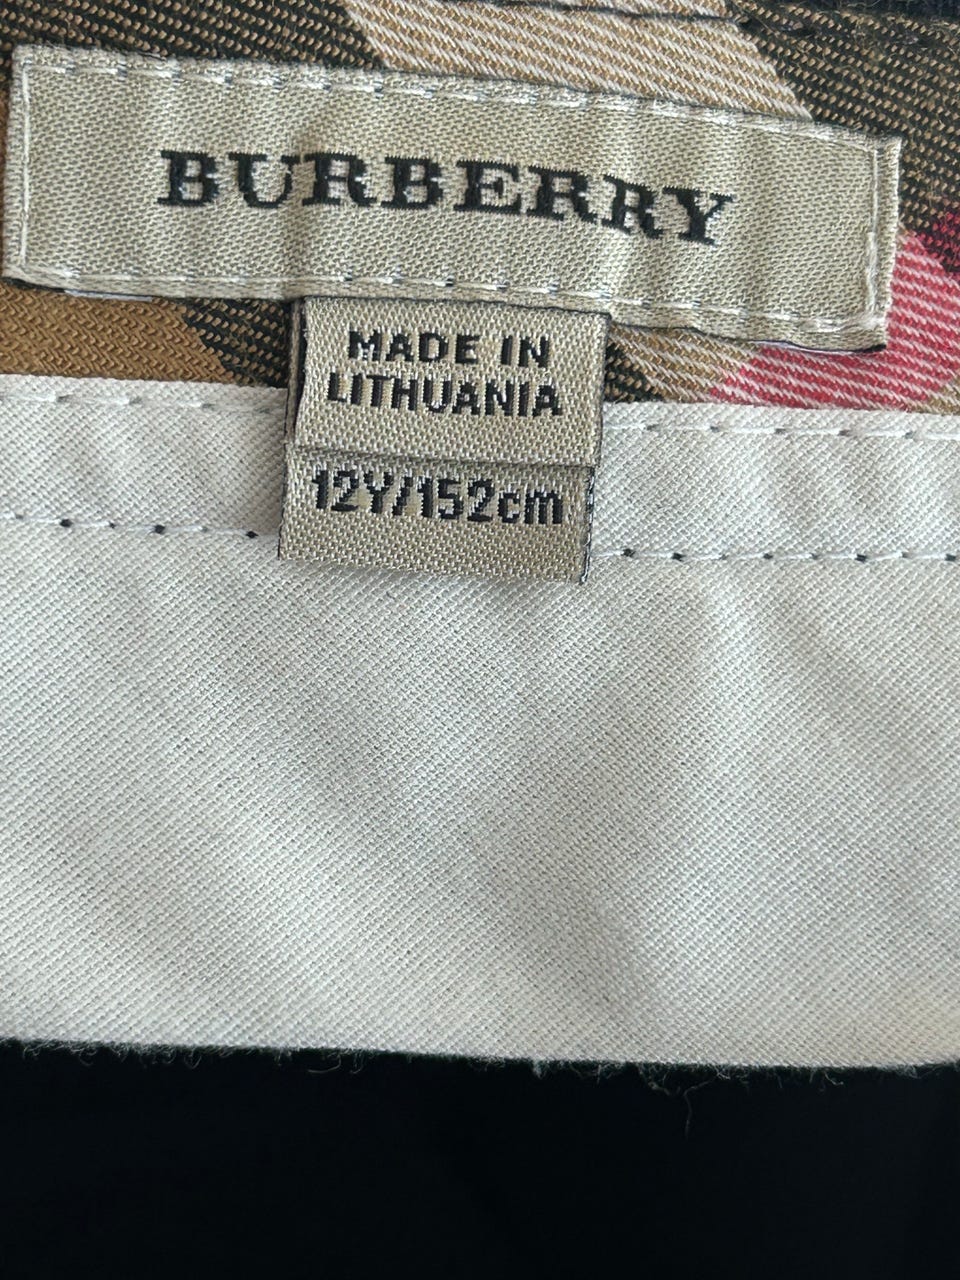 BURBERRY
MADE IN
LITHUANIA
12Y/152cm